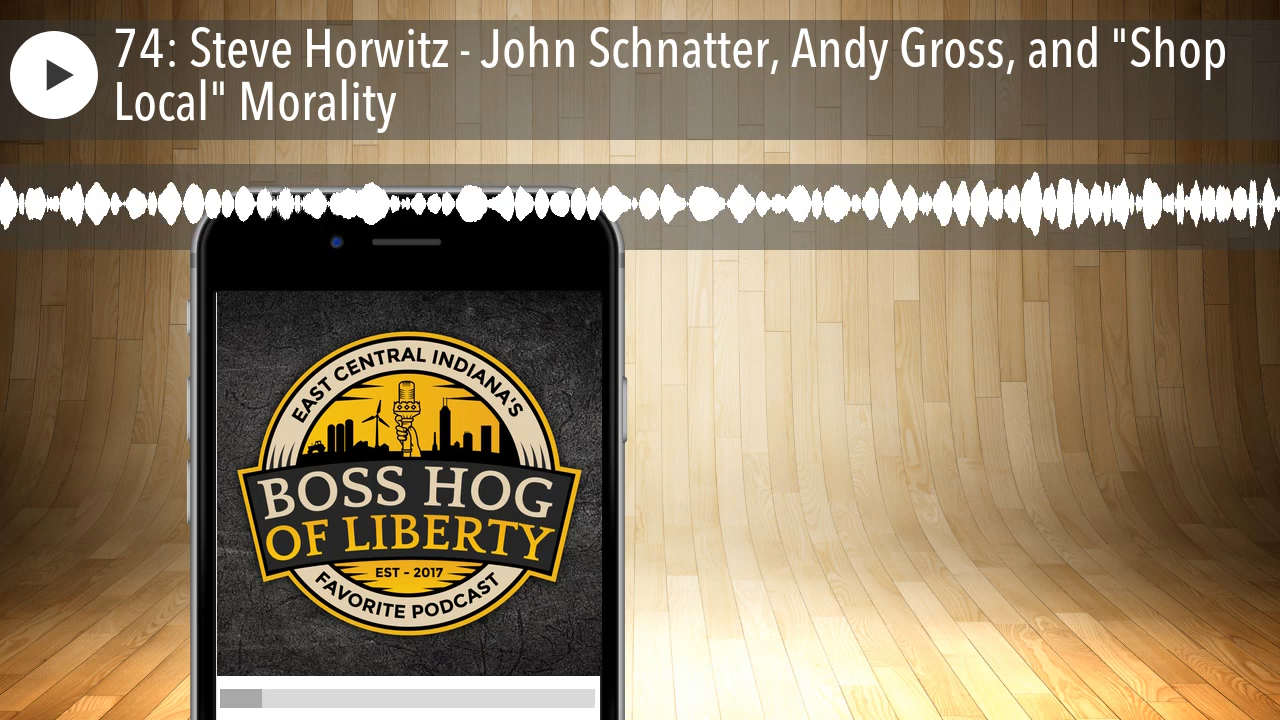 74: Steve Horwitz - John Schnatter, Andy Gross, and "Shop
Local" Morality
EAST CENTRAL INDIANA'S
BOSS HOG
OF LIBERTY
EST - 2017
FAVORITE PODCAST